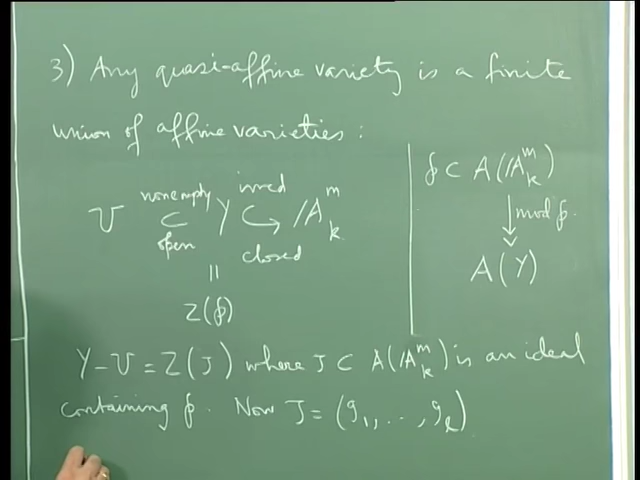 3) Any quasi-affine variety is a finite
union of affine varieties :
U ⊂ Y ↪ /A^m_k
nonempty irred
open closed
||
Z(℘)
℘ ⊂ A(/A^m_k)
↓ mod ℘.
A(Y)
Y – U = Z(J) where J ⊂ A(/A^m_k) is an ideal
containing ℘. Now J = (g_1, .., g_l)